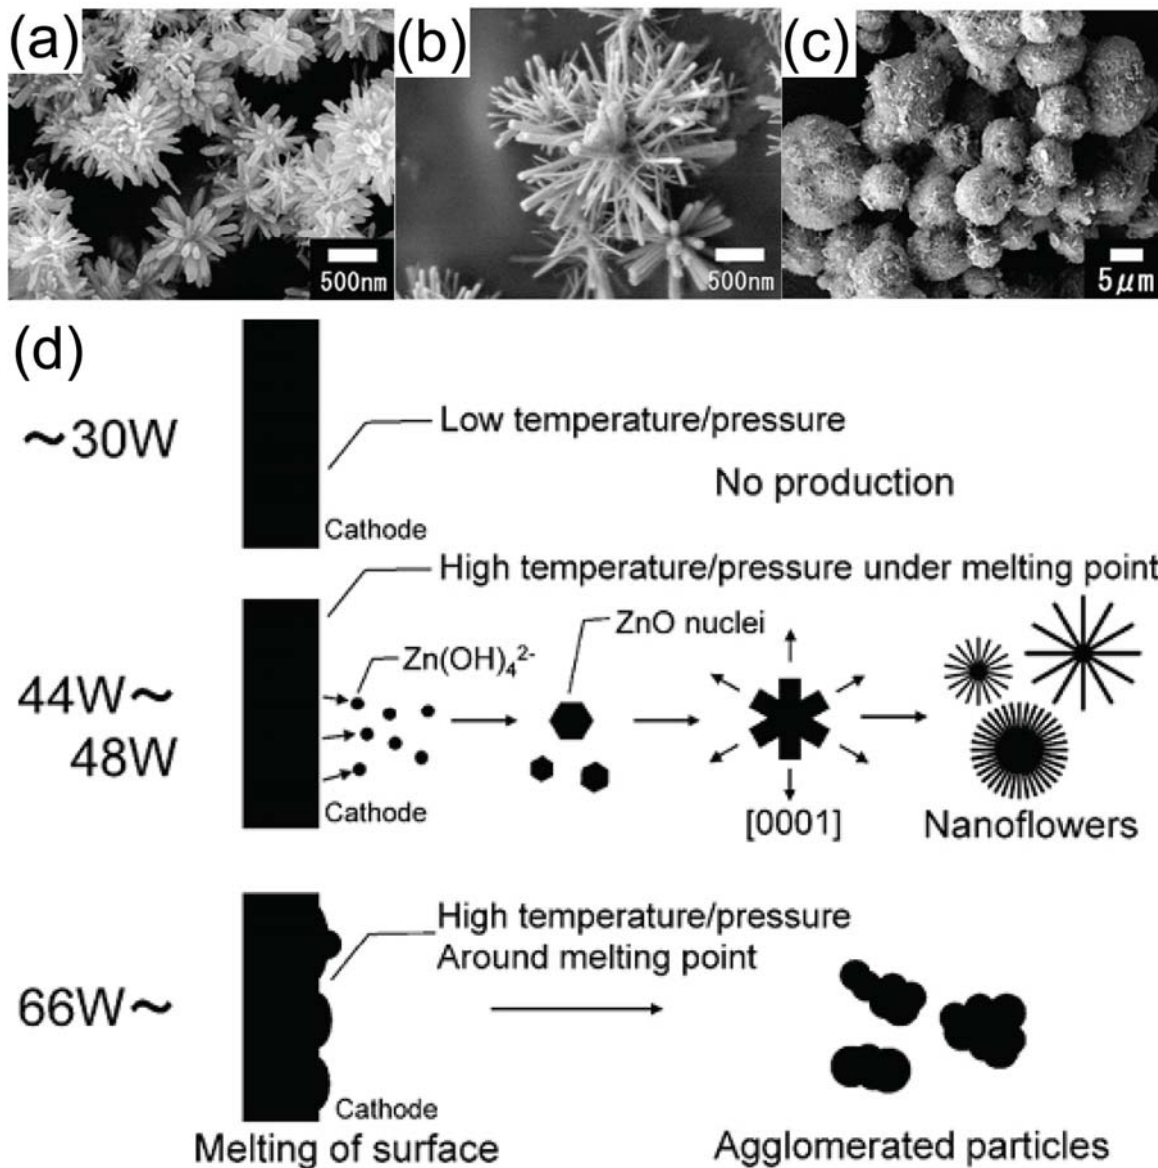 (a)
500nm
(b)
500nm
(c)
5μm
(d)
~30W
Low temperature/pressure
No production
Cathode
High temperature/pressure under melting point
44W~
48W
Zn(OH)₄²⁻
ZnO nuclei
Cathode
[0001]
Nanoflowers
66W~
High temperature/pressure
Around melting point
Cathode
Melting of surface
Agglomerated particles